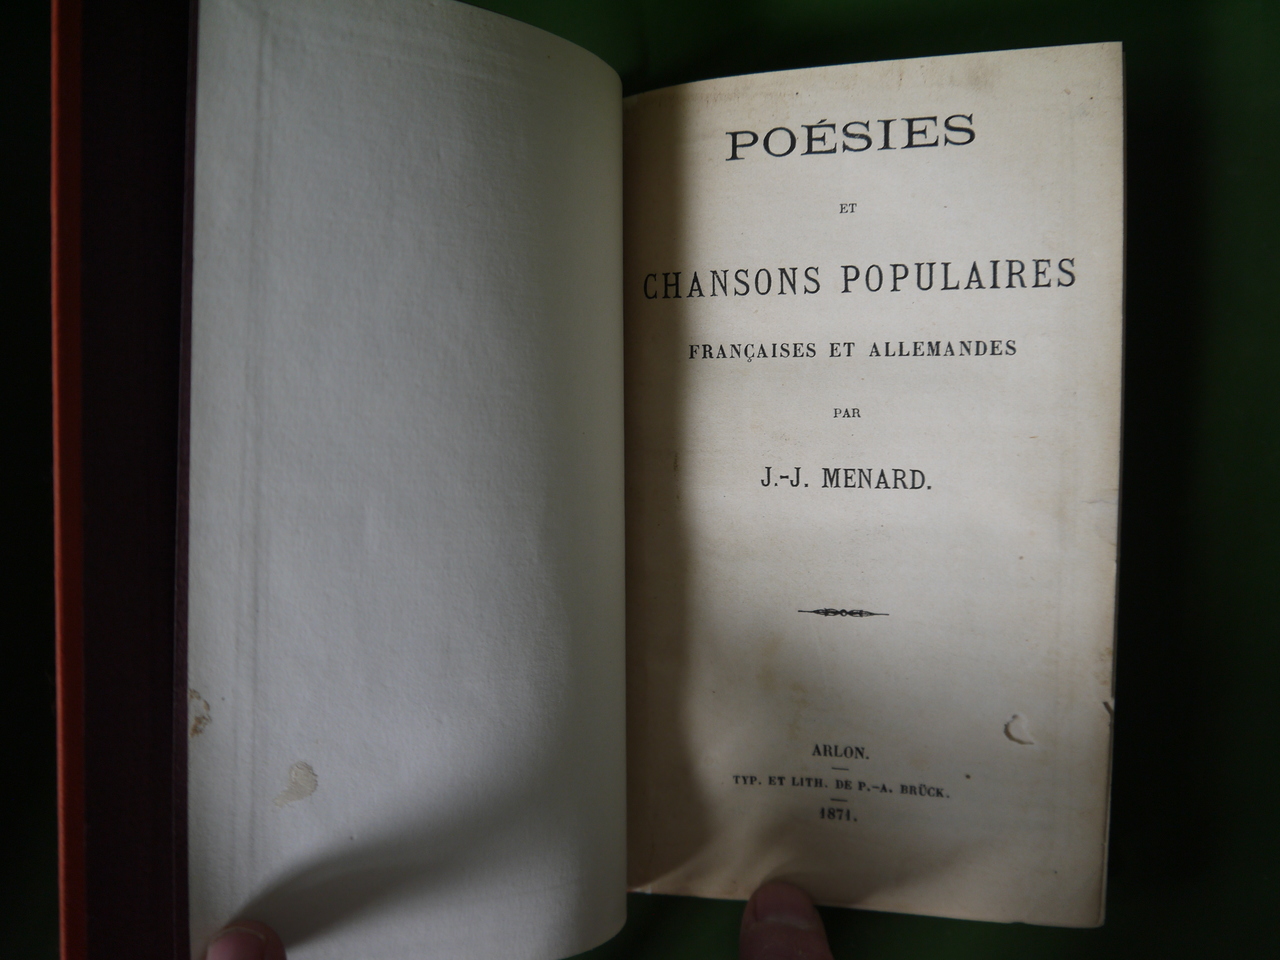 POÉSIES
ET
CHANSONS POPULAIRES
FRANÇAISES ET ALLEMANDES
PAR
J.-J. MENARD.
ARLON.
TYP. ET LITH. DE P.-A. BRÜCK.
1871.